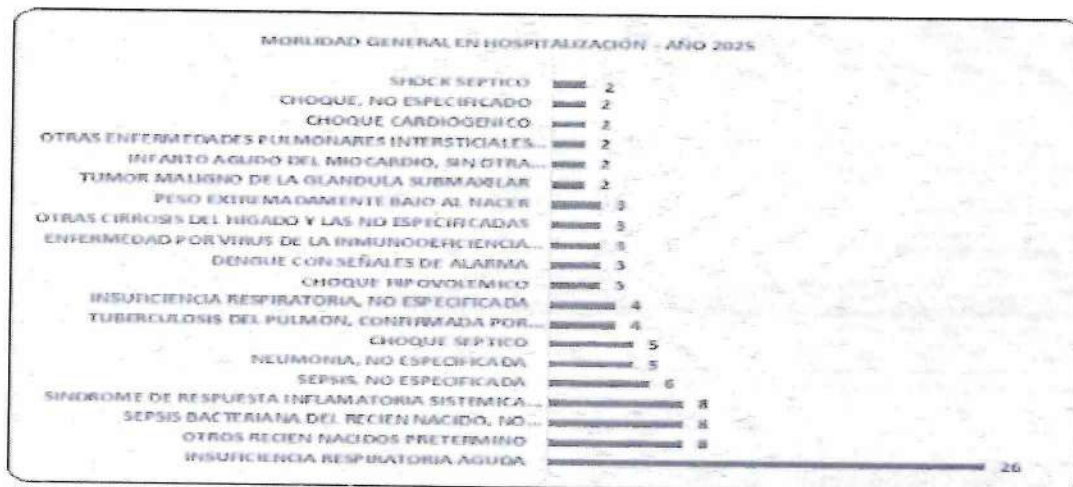 MORLIDAD GENERAL EN HOSPITALIZACIÓN - AÑO 2025
SHOCK SEPTICO 2
CHOQUE, NO ESPECIFICADO 2
CHOQUE CARDIOGENICO 2
OTRAS ENFERMEDADES PULMONARES INTERSTICIALES... 2
INFARTO AGUDO DEL MIOCARDIO, SIN OTRA... 2
TUMOR MALIGNO DE LA GLANDULA SUBMAXILAR 2
PESO EXTREMADAMENTE BAJO AL NACER 3
OTRAS CIRROSIS DEL HIGADO Y LAS NO ESPECIFICADAS 3
ENFERMEDAD POR VIRUS DE LA INMUNODEFICIENCIA... 3
DENGUE CON SEÑALES DE ALARMA 3
CHOQUE HIPOVOLEMICO 3
INSUFICIENCIA RESPIRATORIA, NO ESPECIFICADA 4
TUBERCULOSIS DEL PULMON, CONFIRMADA POR... 4
CHOQUE SEPTICO 5
NEUMONIA, NO ESPECIFICADA 5
SEPSIS, NO ESPECIFICADA 6
SINDROME DE RESPUESTA INFLAMATORIA SISTEMICA... 8
SEPSIS BACTERIANA DEL RECIEN NACIDO, NO... 8
OTROS RECIEN NACIDOS PRETERMINO 8
INSUFICIENCIA RESPIRATORIA AGUDA 26